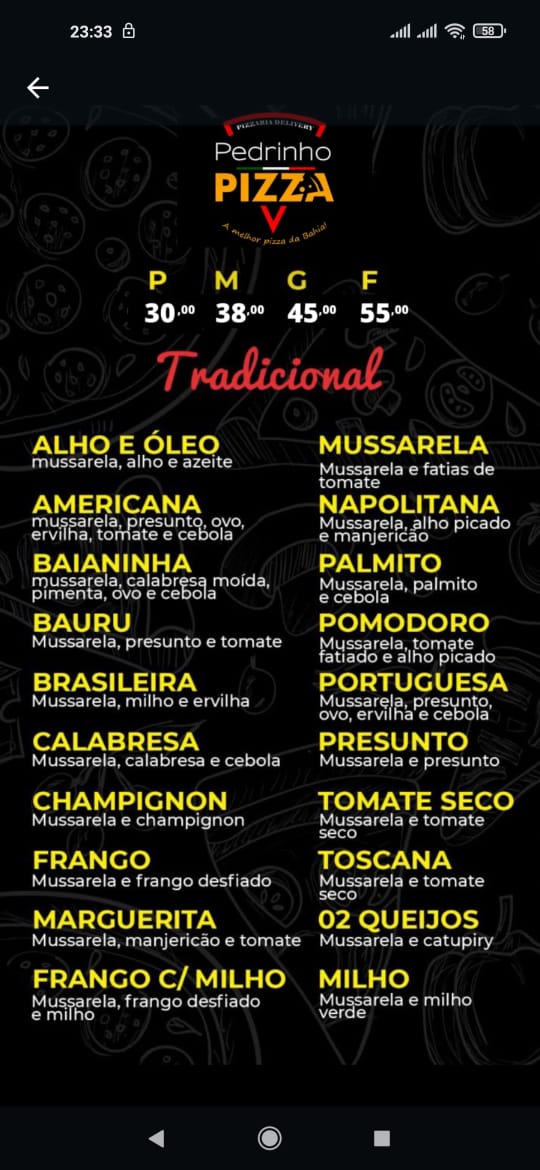 23:33
58
PIZZARIA DELIVERY
Pedrinho
PIZZA
A melhor pizza da Bahia!
P M G F
30,00 38,00 45,00 55,00
Tradicional
ALHO E ÓLEO
mussarela, alho e azeite
AMERICANA
mussarela, presunto, ovo,
ervilha, tomate e cebola
BAIANINHA
mussarela, calabresa moída,
pimenta, ovo e cebola
BAURU
Mussarela, presunto e tomate
BRASILEIRA
Mussarela, milho e ervilha
CALABRESA
Mussarela, calabresa e cebola
CHAMPIGNON
Mussarela e champignon
FRANGO
Mussarela e frango desfiado
MARGUERITA
Mussarela, manjericão e tomate
FRANGO C/ MILHO
Mussarela, frango desfiado
e milho
MUSSARELA
Mussarela e fatias de
tomate
NAPOLITANA
Mussarela, alho picado
e manjericão
PALMITO
Mussarela, palmito
e cebola
POMODORO
Mussarela, tomate
fatiado e alho picado
PORTUGUESA
Mussarela, presunto,
ovo, ervilha e cebola
PRESUNTO
Mussarela e presunto
TOMATE SECO
Mussarela e tomate
seco
TOSCANA
Mussarela e tomate
seco
02 QUEIJOS
Mussarela e catupiry
MILHO
Mussarela e milho
verde